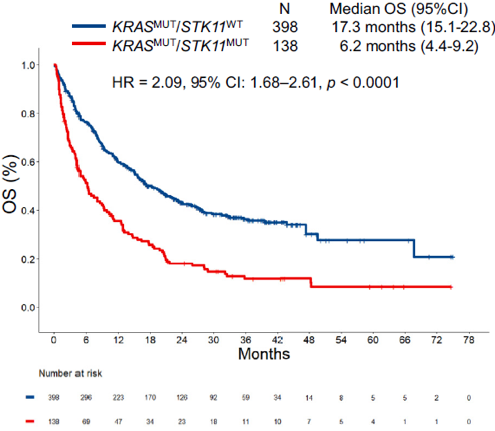 N Median OS (95%CI)
KRASMUT/STK11WT 398 17.3 months (15.1-22.8)
KRASMUT/STK11MUT 138 6.2 months (4.4-9.2)
HR = 2.09, 95% CI: 1.68–2.61, p < 0.0001
OS (%)
1.0
0.8
0.6
0.4
0.2
0.0
0 6 12 18 24 30 36 42 48 54 60 66 72 78
Months
Number at risk
398 296 223 170 126 92 59 34 14 8 5 5 2 0
138 69 47 34 23 18 11 10 7 5 4 1 1 0